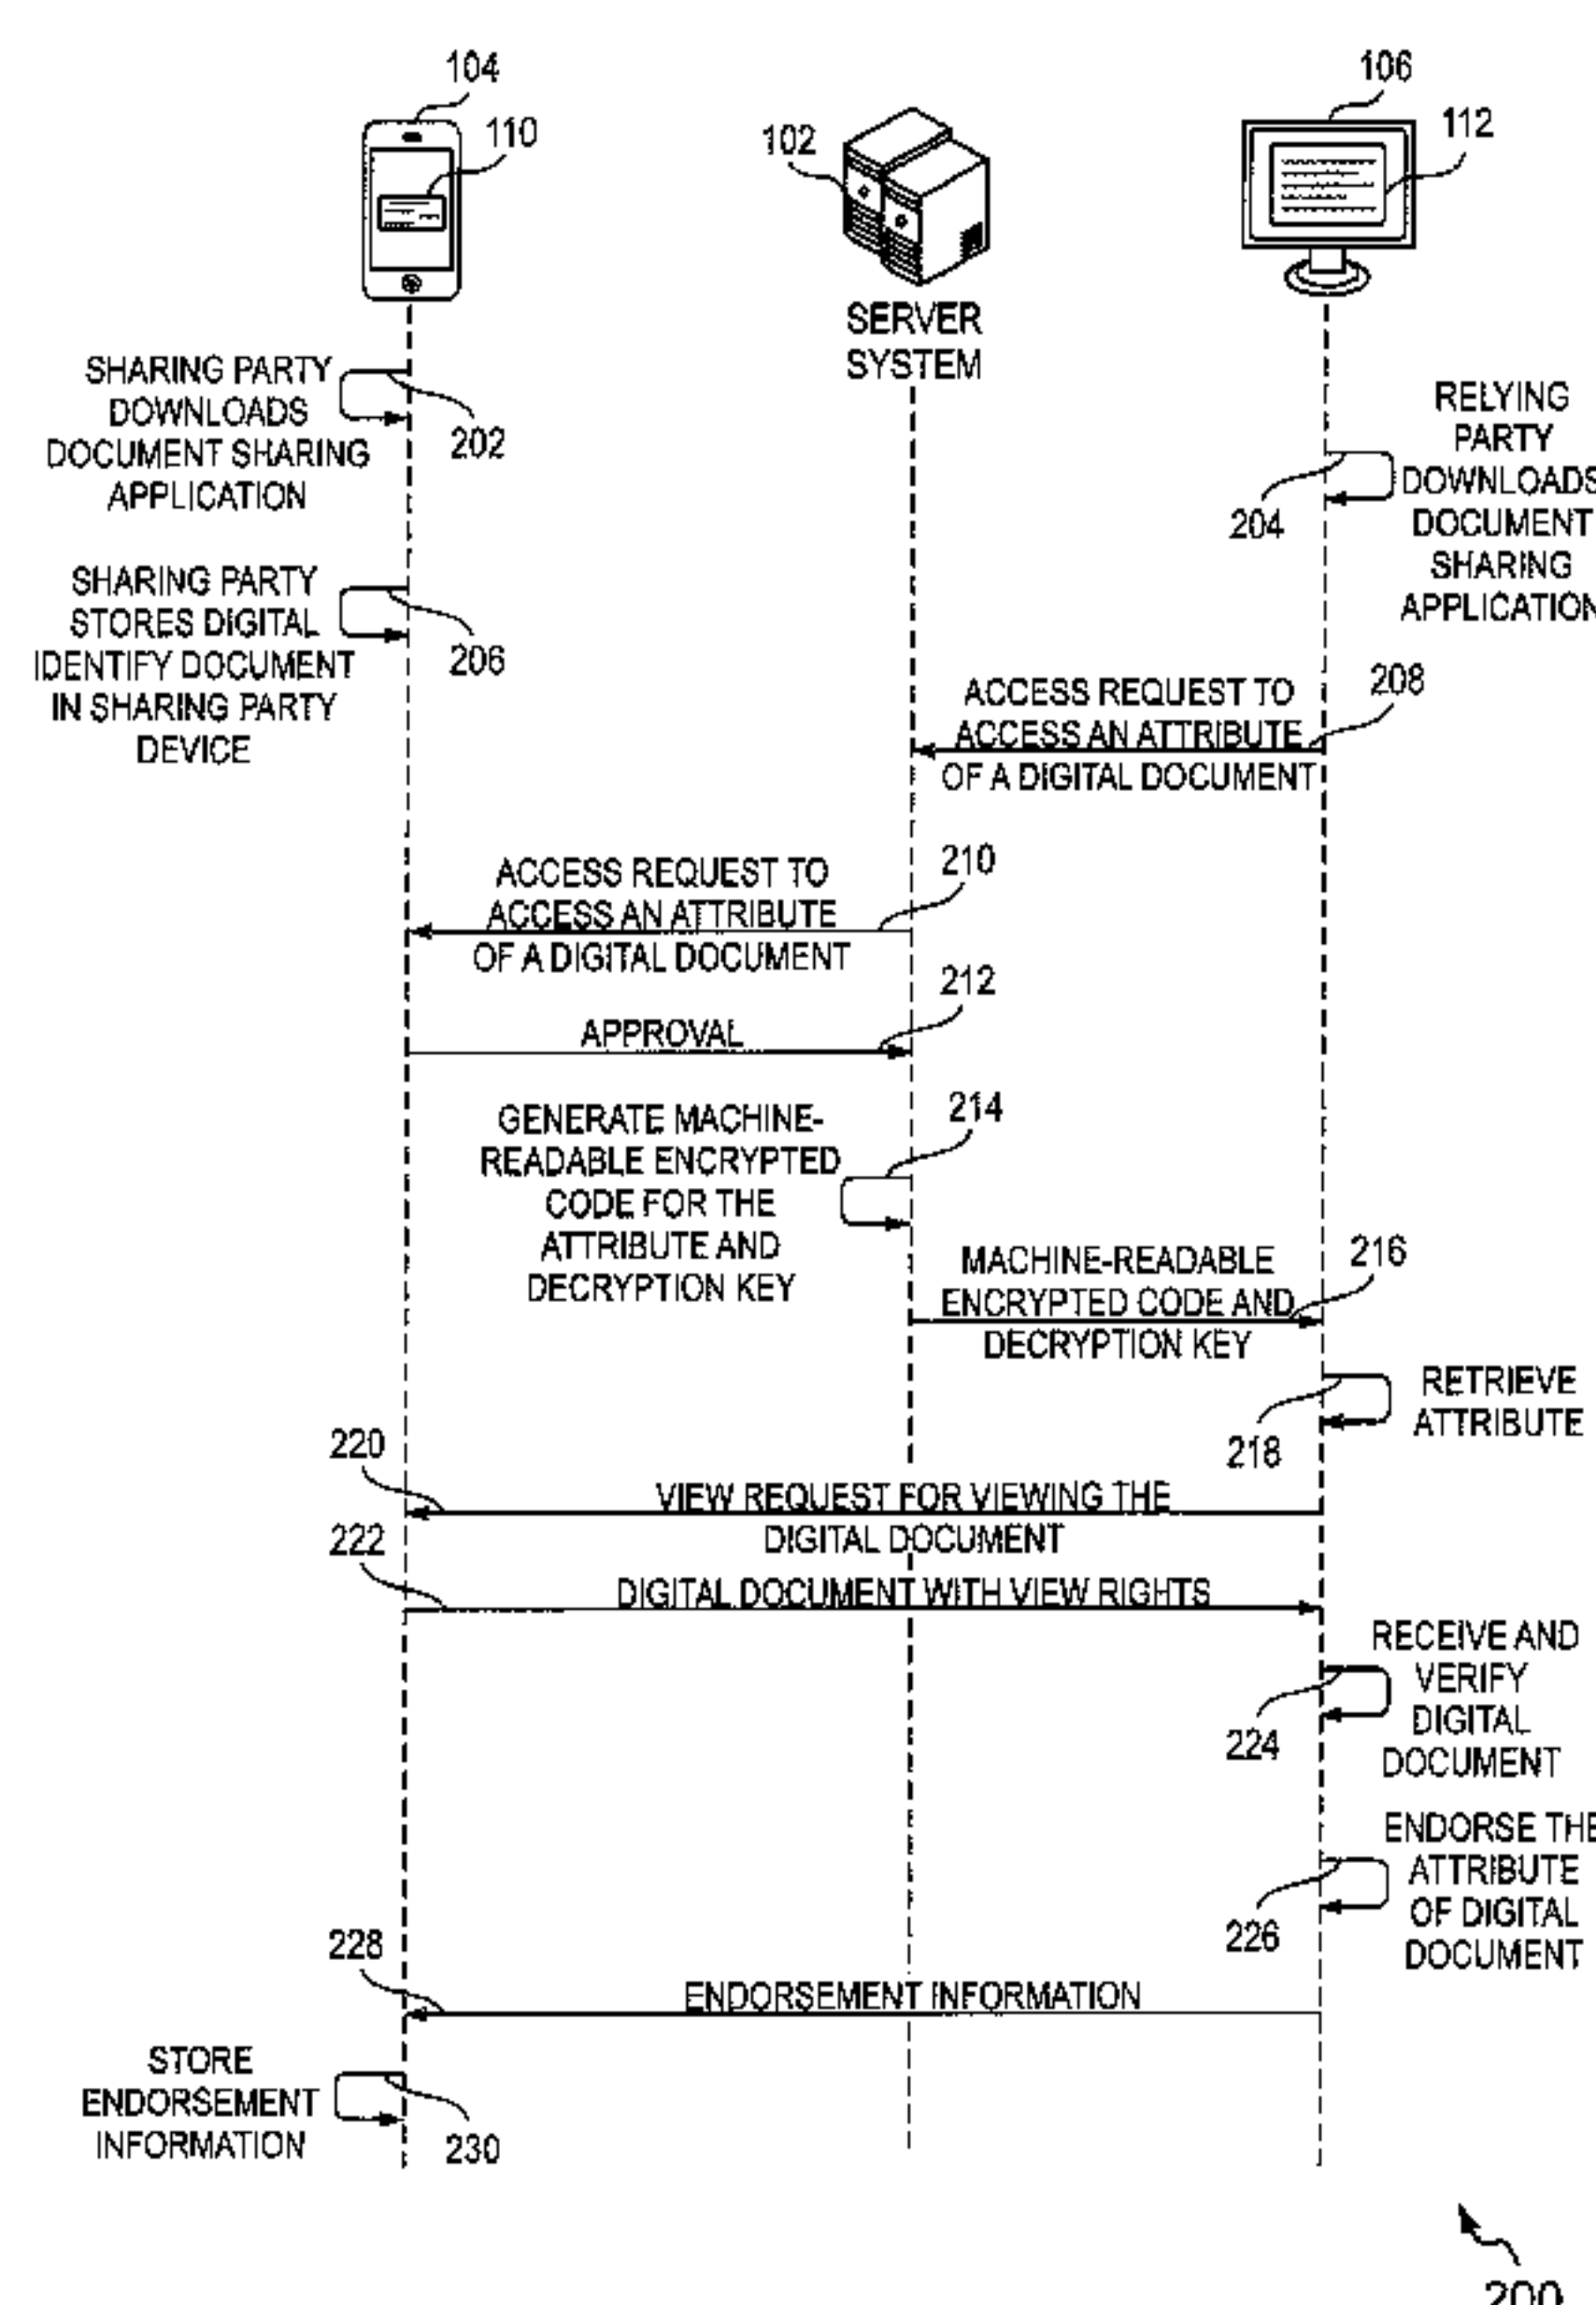 104
110
102
106
112
SERVER
SYSTEM
SHARING PARTY
DOWNLOADS
DOCUMENT SHARING
APPLICATION
202
RELYING
PARTY
DOWNLOADS
DOCUMENT
SHARING
APPLICATION
204
SHARING PARTY
STORES DIGITAL
IDENTIFY DOCUMENT
IN SHARING PARTY
DEVICE
206
ACCESS REQUEST TO
ACCESS AN ATTRIBUTE
OF A DIGITAL DOCUMENT
208
ACCESS REQUEST TO
ACCESS AN ATTRIBUTE
OF A DIGITAL DOCUMENT
210
APPROVAL
212
GENERATE MACHINE-
READABLE ENCRYPTED
CODE FOR THE
ATTRIBUTE AND
DECRYPTION KEY
214
MACHINE-READABLE
ENCRYPTED CODE AND
DECRYPTION KEY
216
RETRIEVE
ATTRIBUTE
218
220
VIEW REQUEST FOR VIEWING THE
DIGITAL DOCUMENT
222
DIGITAL DOCUMENT WITH VIEW RIGHTS
RECEIVE AND
VERIFY
DIGITAL
DOCUMENT
224
ENDORSE THE
ATTRIBUTE
OF DIGITAL
DOCUMENT
226
228
ENDORSEMENT INFORMATION
STORE
ENDORSEMENT
INFORMATION
230
200